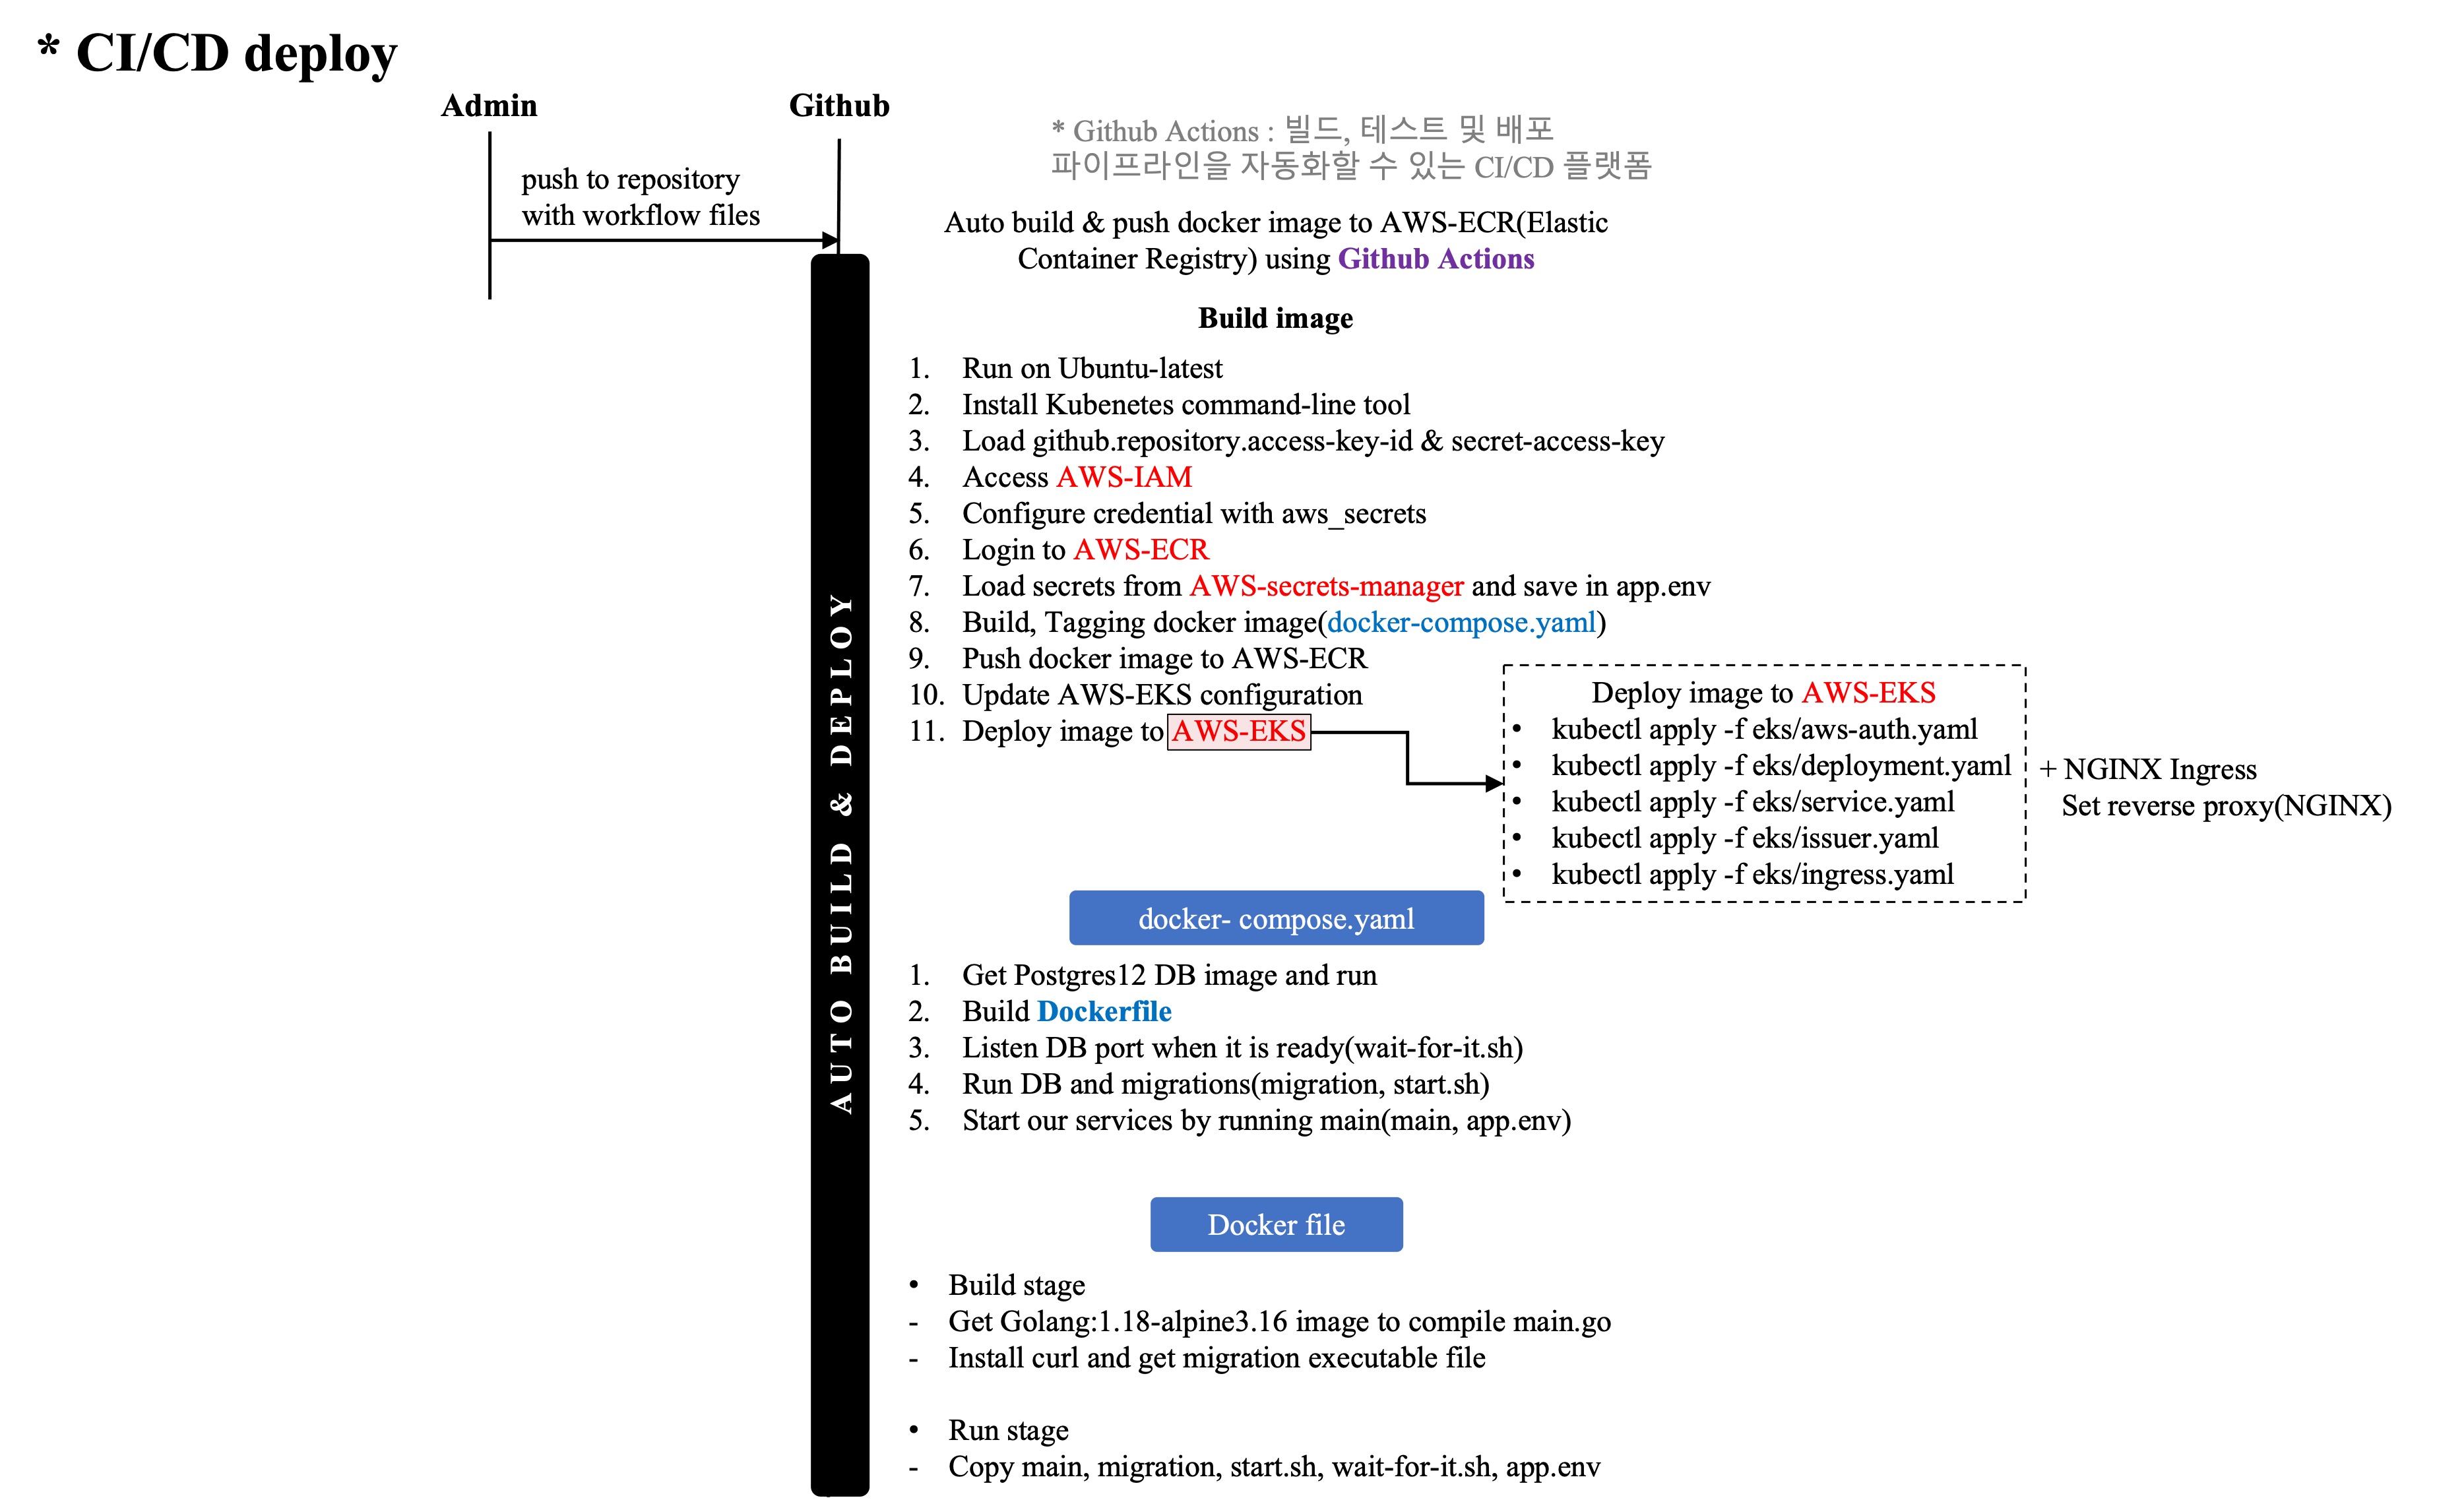 * CI/CD deploy
Admin
Github
push to repository
with workflow files
* Github Actions : 빌드, 테스트 및 배포
파이프라인을 자동화할 수 있는 CI/CD 플랫폼
Auto build & push docker image to AWS-ECR(Elastic
Container Registry) using Github Actions
Build image
1. Run on Ubuntu-latest
2. Install Kubenetes command-line tool
3. Load github.repository.access-key-id & secret-access-key
4. Access AWS-IAM
5. Configure credential with aws_secrets
6. Login to AWS-ECR
7. Load secrets from AWS-secrets-manager and save in app.env
8. Build, Tagging docker image(docker-compose.yaml)
9. Push docker image to AWS-ECR
10. Update AWS-EKS configuration
11. Deploy image to AWS-EKS
Deploy image to AWS-EKS
• kubectl apply -f eks/aws-auth.yaml
• kubectl apply -f eks/deployment.yaml
• kubectl apply -f eks/service.yaml
• kubectl apply -f eks/issuer.yaml
• kubectl apply -f eks/ingress.yaml
+ NGINX Ingress
Set reverse proxy(NGINX)
AUTO BUILD & DEPLOY
docker- compose.yaml
1. Get Postgres12 DB image and run
2. Build Dockerfile
3. Listen DB port when it is ready(wait-for-it.sh)
4. Run DB and migrations(migration, start.sh)
5. Start our services by running main(main, app.env)
Docker file
• Build stage
- Get Golang:1.18-alpine3.16 image to compile main.go
- Install curl and get migration executable file
• Run stage
- Copy main, migration, start.sh, wait-for-it.sh, app.env